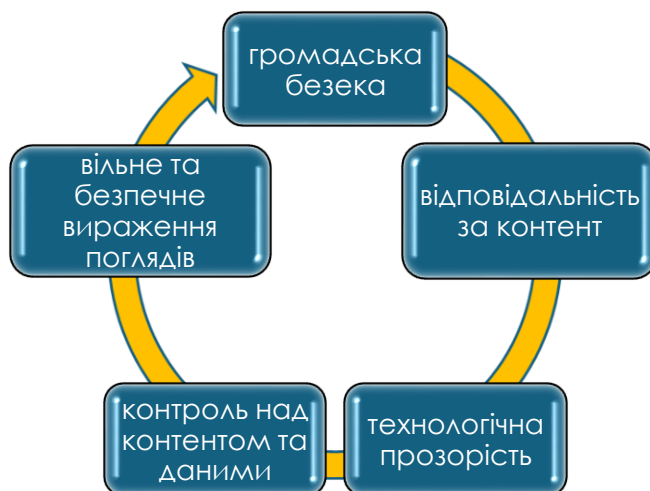 громадська
безека
відповідальність
за контент
технологічна
прозорість
контроль над
контентом та
даними
вільне та
безпечне
вираження
поглядів